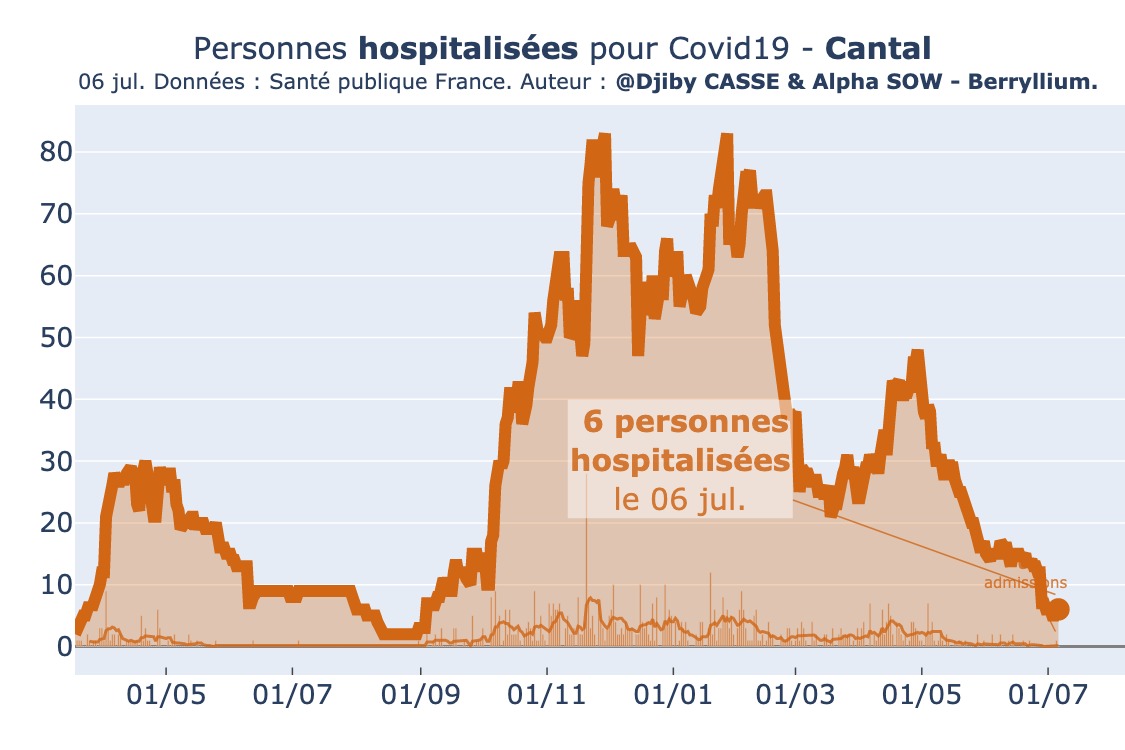 Personnes hospitalisées pour Covid19 - Cantal
06 jul. Données : Santé publique France. Auteur : @Djiby CASSE & Alpha SOW - Berryllium.
80
70
60
50
40
30
20
10
0
6 personnes
hospitalisées
le 06 jul.
admissions
01/05 01/07 01/09 01/11 01/01 01/03 01/05 01/07